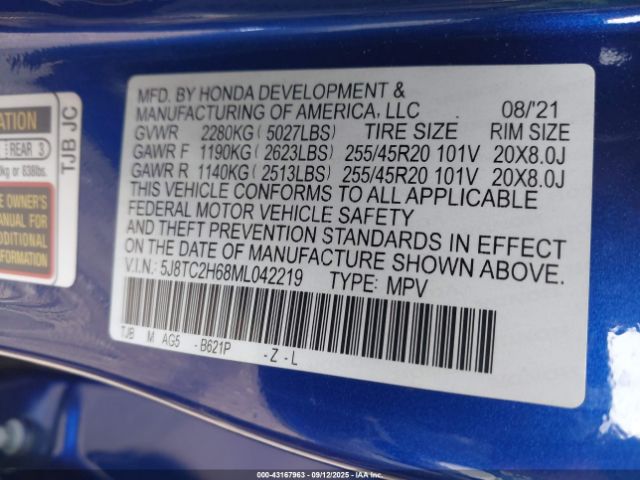 MFD. BY HONDA DEVELOPMENT &
MANUFACTURING OF AMERICA, LLC . 08/'21
GVWR 2280KG(5027LBS) TIRE SIZE RIM SIZE
GAWR F 1190KG(2623LBS) 255/45R20 101V 20X8.0J
GAWR R 1140KG(2513LBS) 255/45R20 101V 20X8.0J
THIS VEHICLE CONFORMS TO ALL APPLICABLE
FEDERAL MOTOR VEHICLE SAFETY
AND THEFT PREVENTION STANDARDS IN EFFECT
ON THE DATE OF MANUFACTURE SHOWN ABOVE.
V.I.N.: 5J8TC2H68ML042219 TYPE: MPV
TJB M AG5 - B621P - Z - L
REAR 3
kg or 838lbs.
OWNER'S
MANUAL FOR
ADDITIONAL
INFORMATION
TJB JC
000-43167963 - 09/12/2025 - IAA Inc.